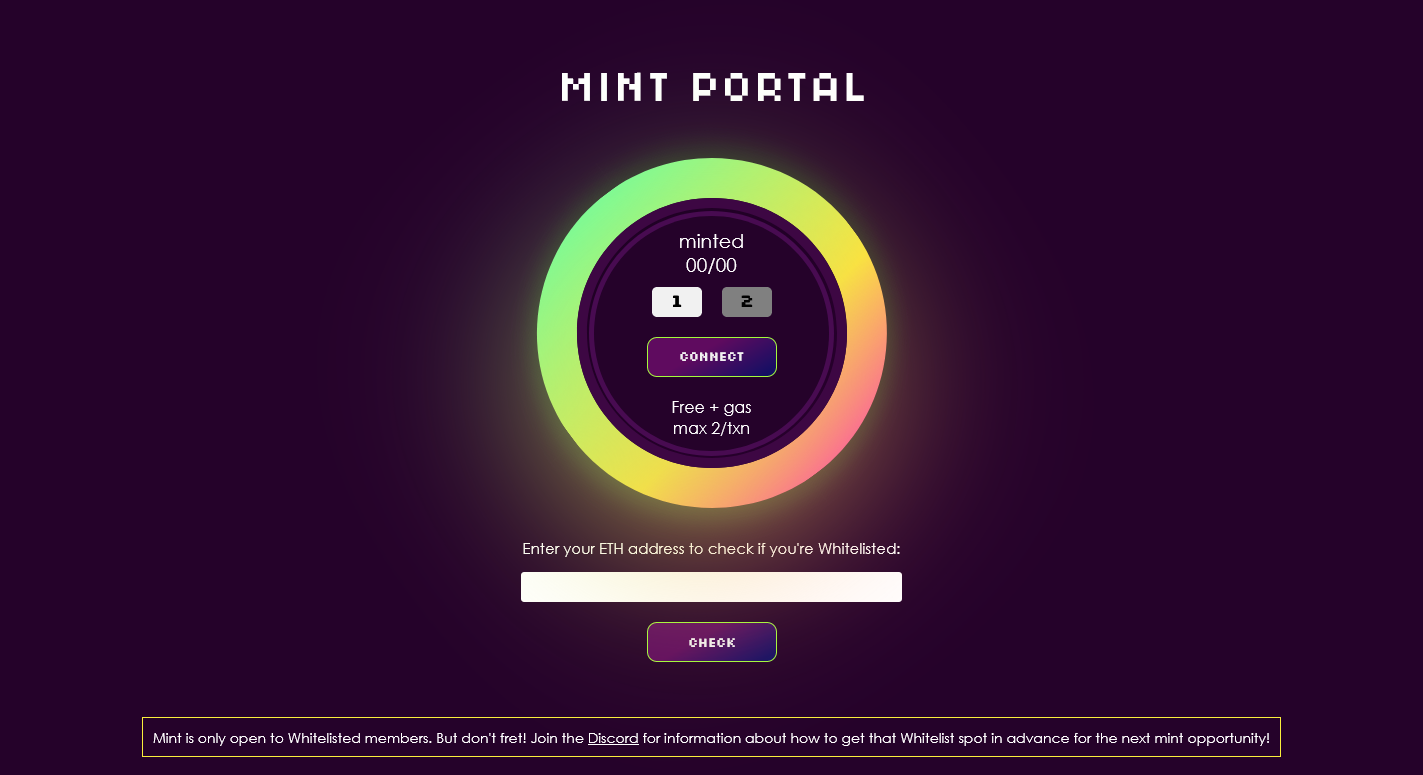 MINT PORTAL
minted
00/00
1 2
CONNECT
Free + gas
max 2/txn
Enter your ETH address to check if you're Whitelisted:
CHECK
Mint is only open to Whitelisted members. But don't fret! Join the Discord for information about how to get that Whitelist spot in advance for the next mint opportunity!